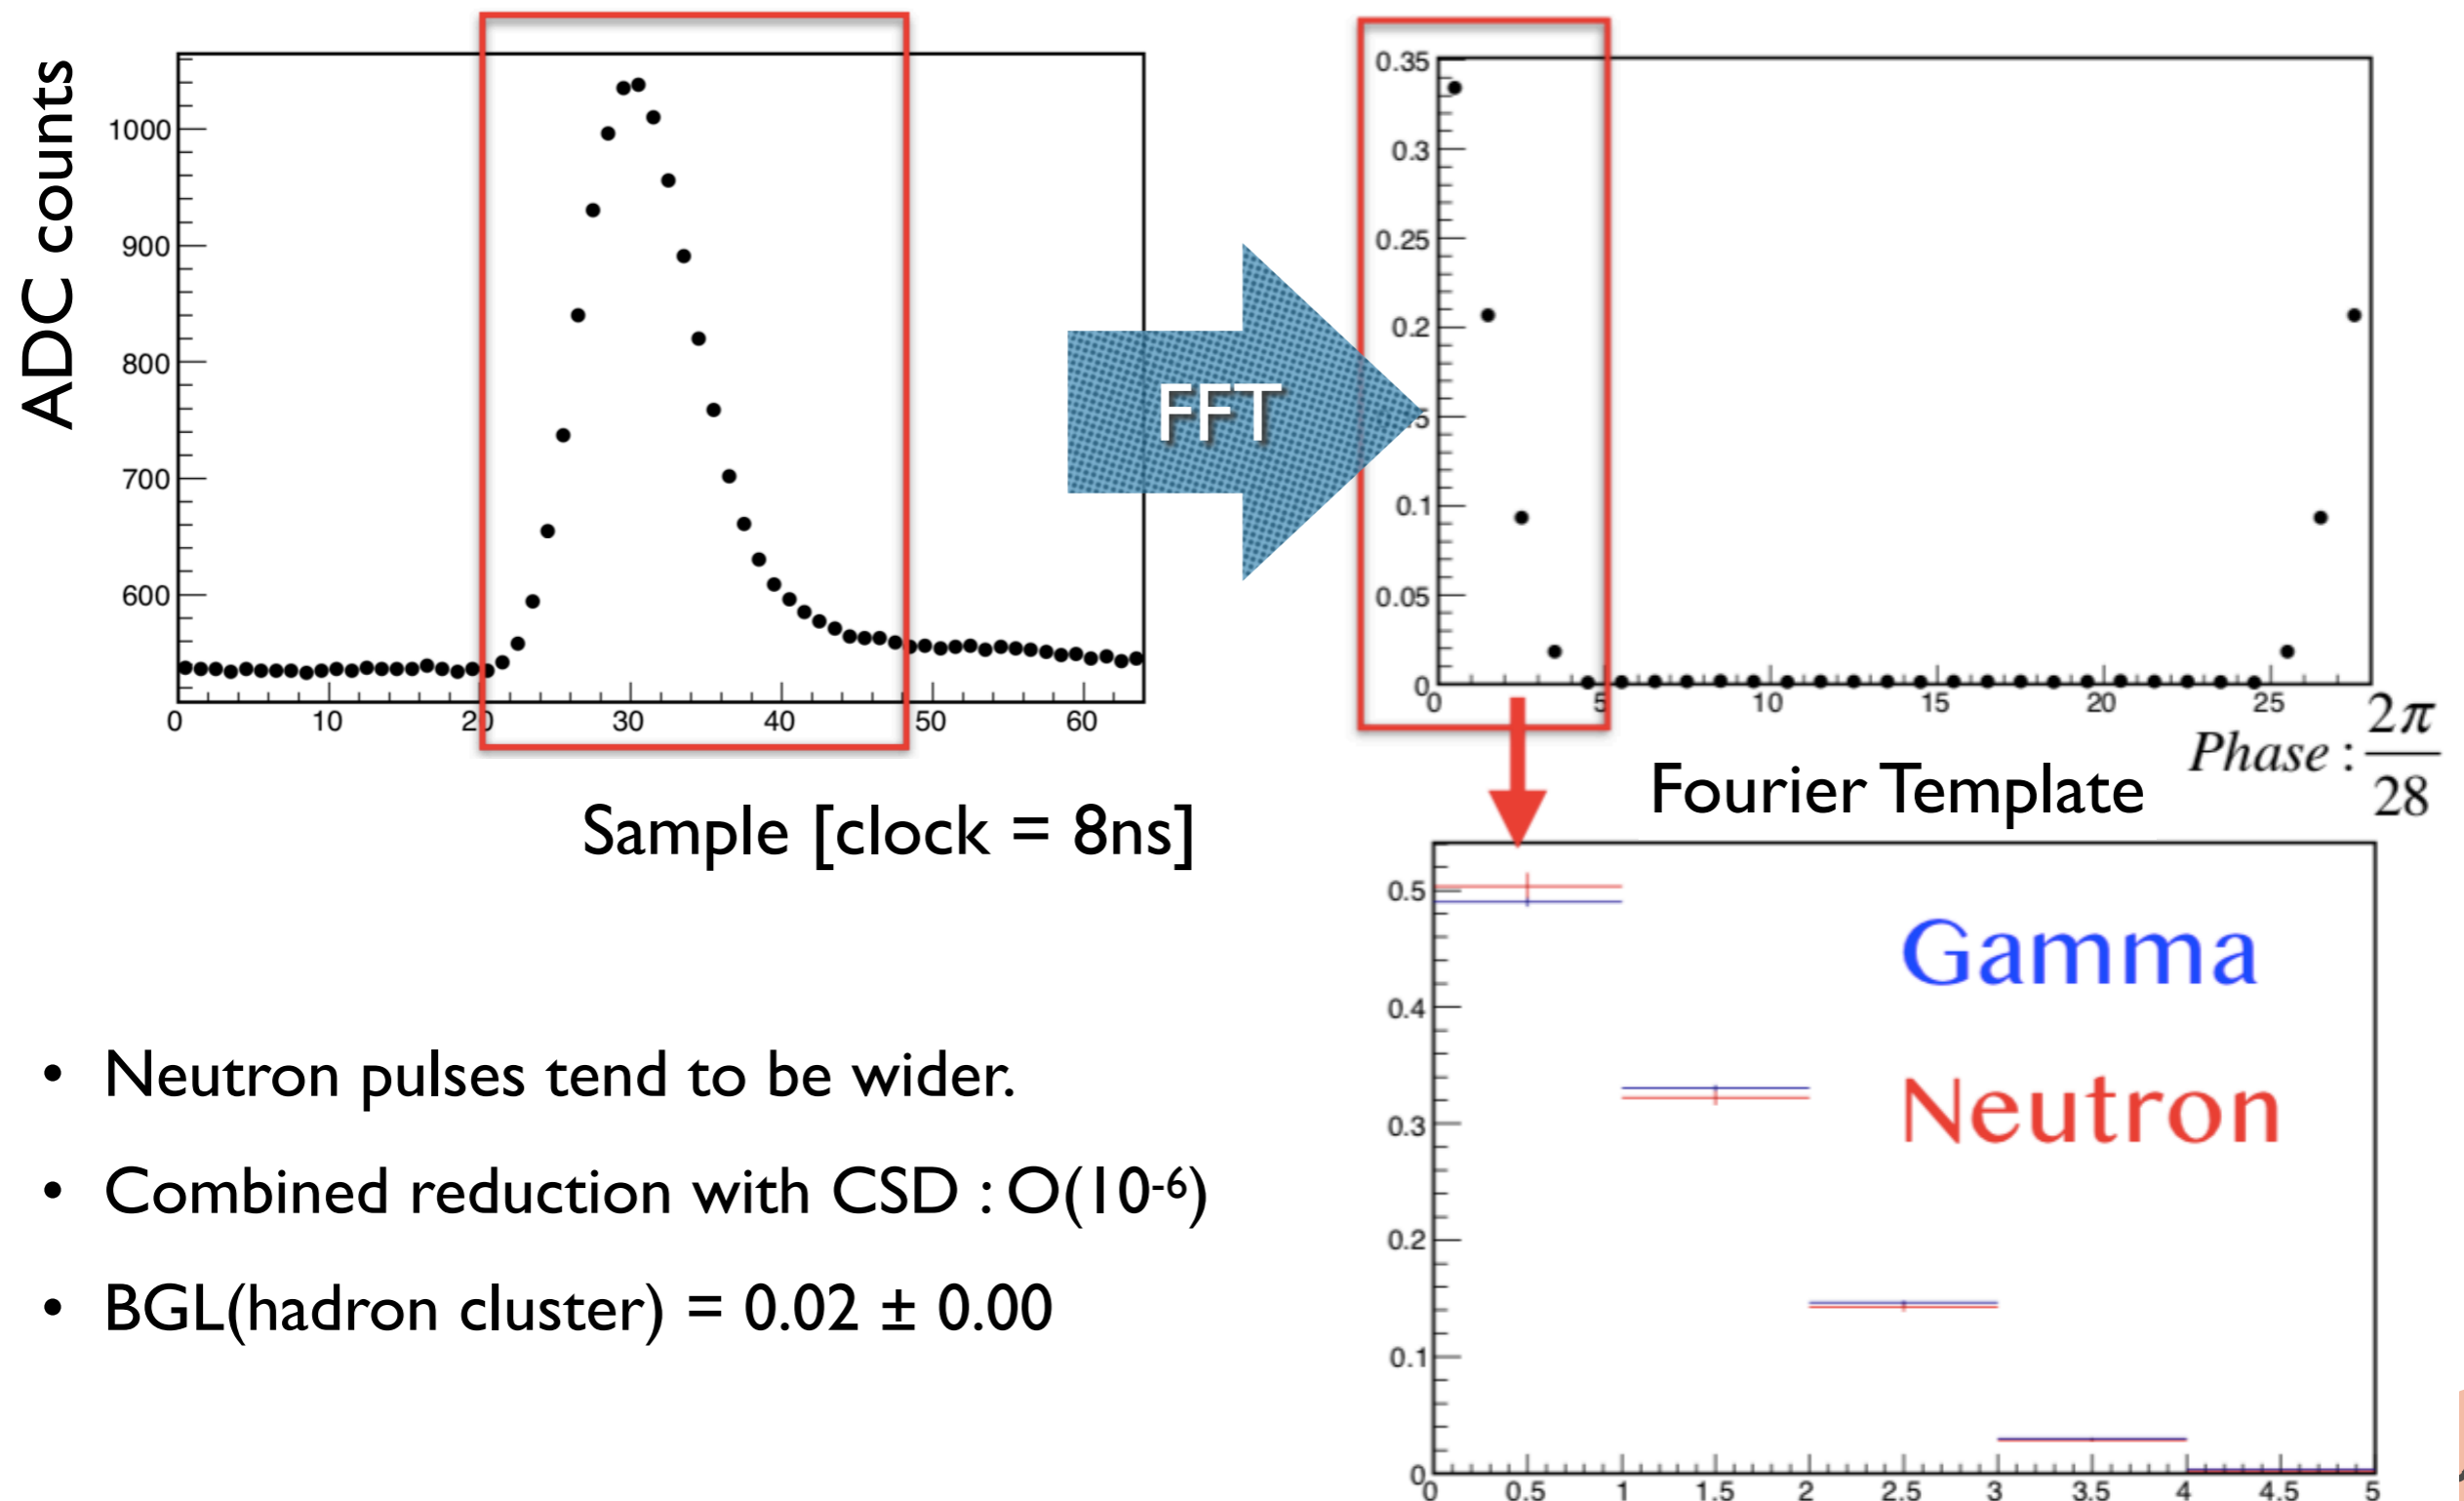 ADC counts
1000
900
800
700
600
0 10 20 30 40 50 60
Sample [clock = 8ns]
FFT
0.35
0.3
0.25
0.2
0.1
0.05
0
0 5 10 15 20 25
Phase : 2π
28
Fourier Template
0.5
0.4
0.3
0.2
0.1
0
0 0.5 1 1.5 2 2.5 3 3.5 4 4.5 5
Gamma
Neutron
• Neutron pulses tend to be wider.
• Combined reduction with CSD : O(10-6)
• BGL(hadron cluster) = 0.02 ± 0.00